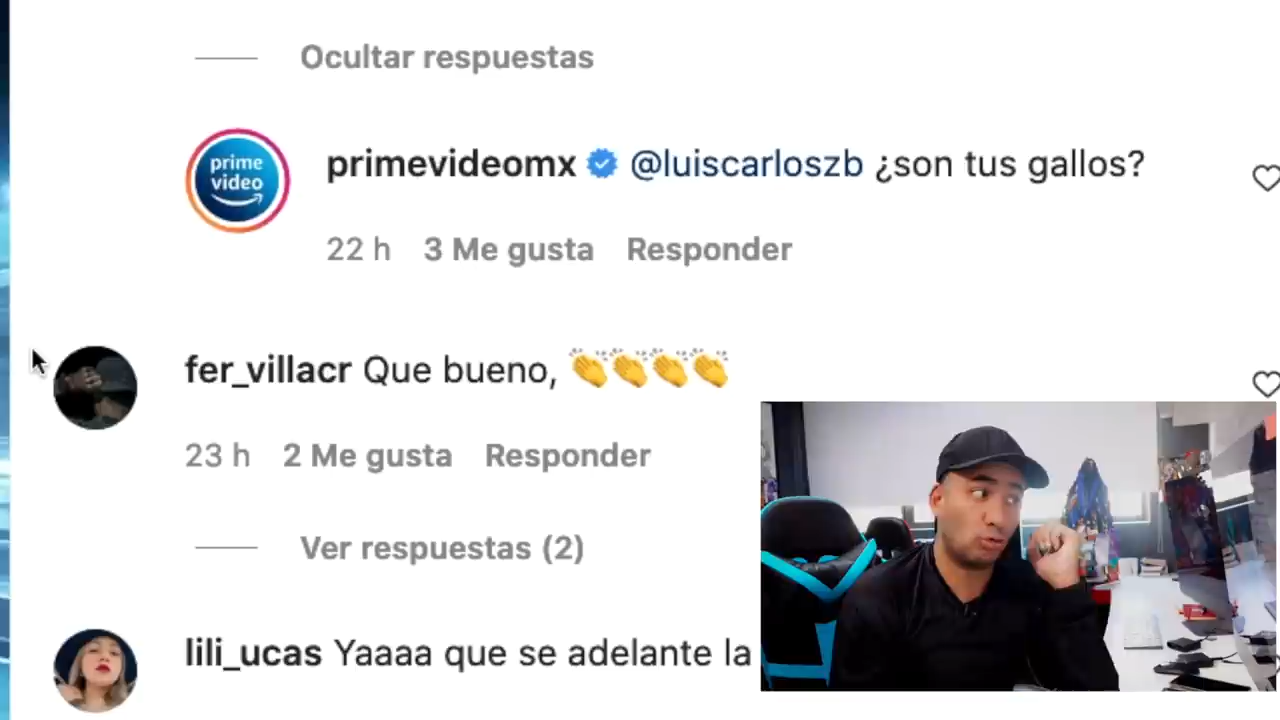 Ocultar respuestas
prime
video
primevideomx @luiscarloszb ¿son tus gallos?
22 h 3 Me gusta Responder
fer_villacr Que bueno, 👏👏👏👏
23 h 2 Me gusta Responder
Ver respuestas (2)
lili_ucas Yaaaa que se adelante la